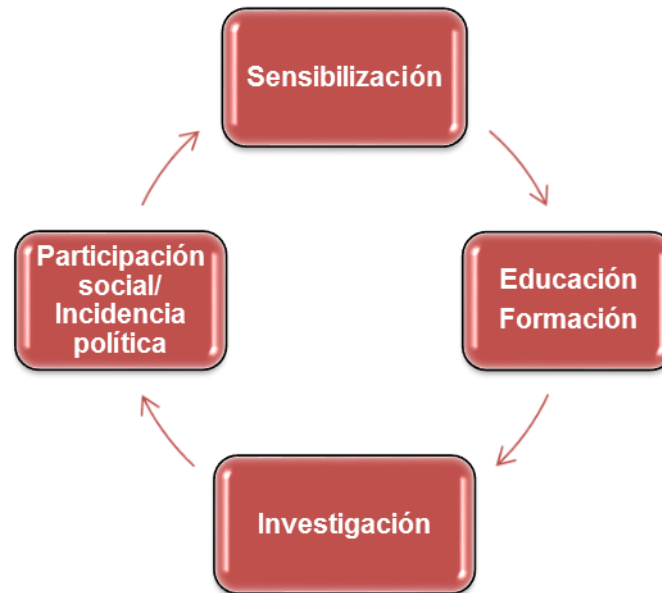 Sensibilización
Educación
Formación
Investigación
Participación
social/
Incidencia
política